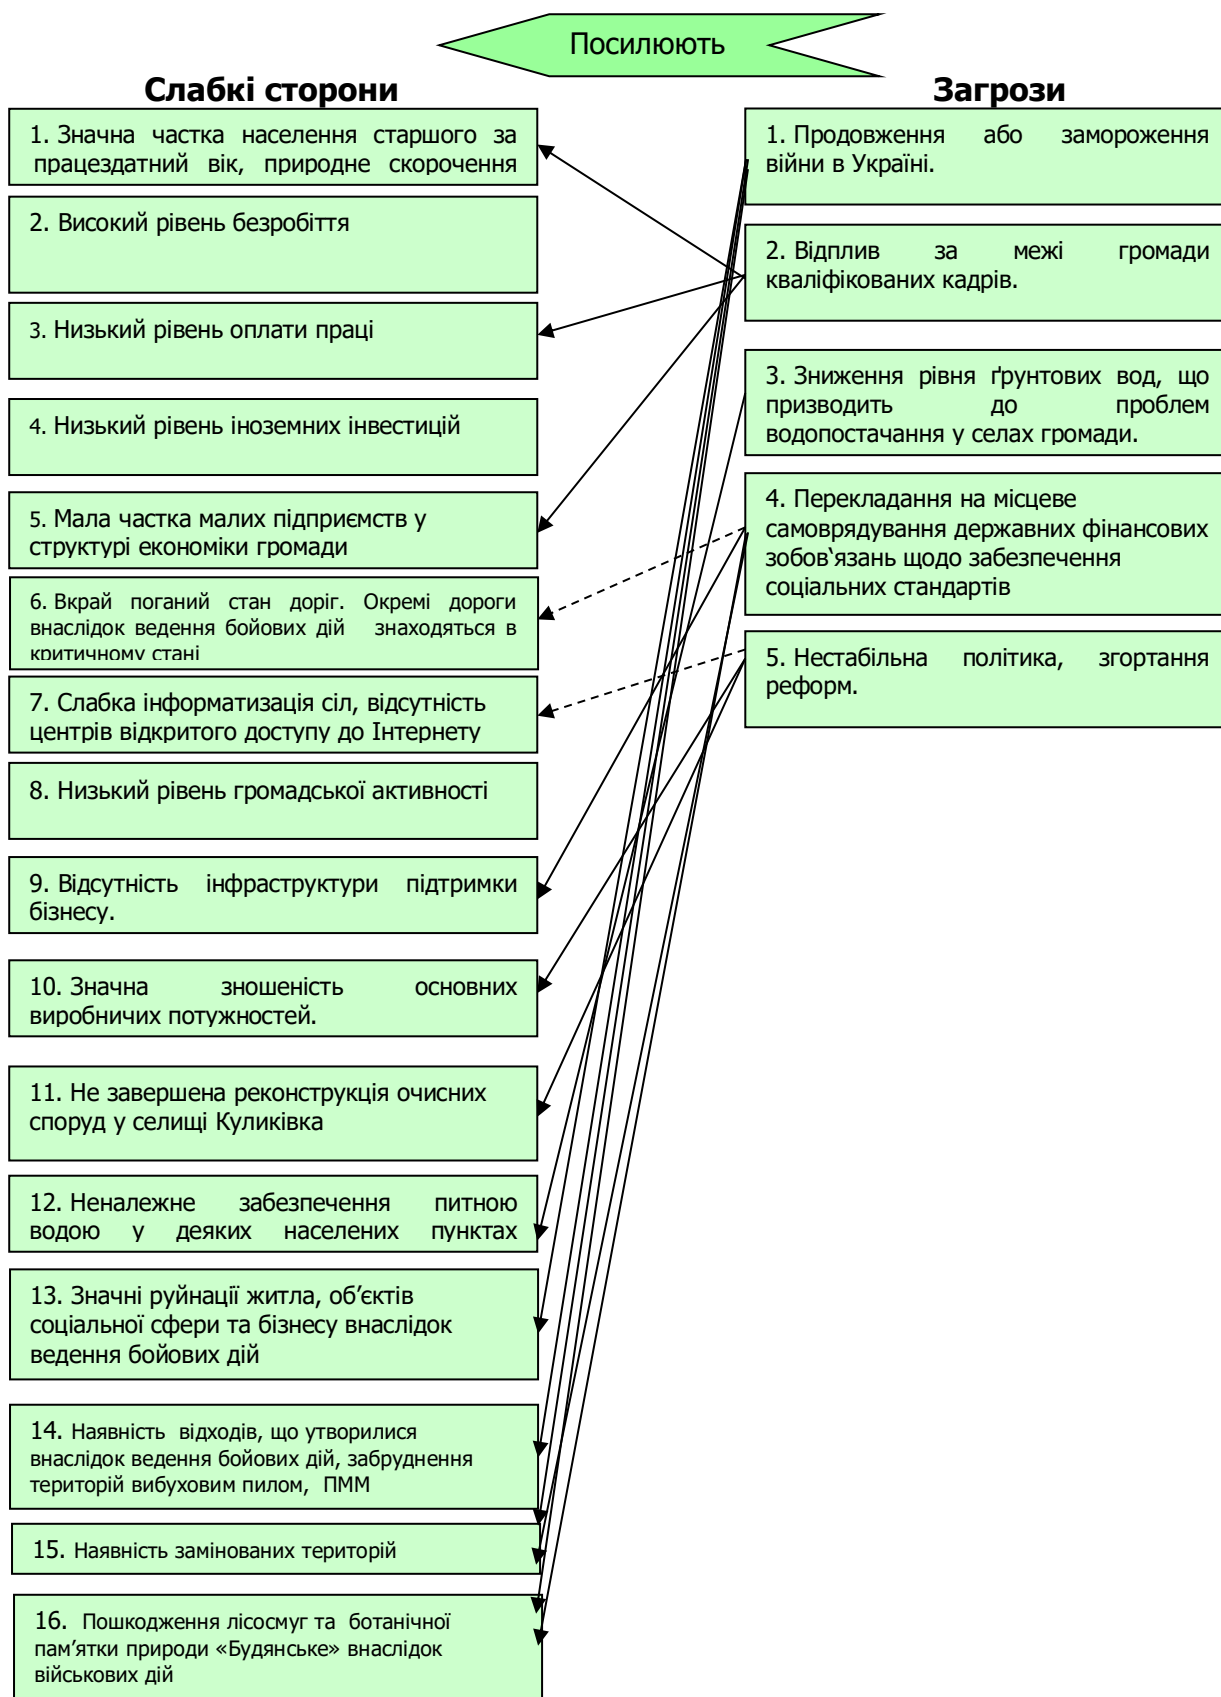 Посилюють
Слабкі сторони
1. Значна частка населення старшого за
працездатний вік, природне скорочення
2. Високий рівень безробіття
3. Низький рівень оплати праці
4. Низький рівень іноземних інвестицій
5. Мала частка малих підприємств у
структурі економіки громади
6. Вкрай поганий стан доріг. Окремі дороги
внаслідок ведення бойових дій знаходяться в
критичному стані
7. Слабка інформатизація сіл, відсутність
центрів відкритого доступу до Інтернету
8. Низький рівень громадської активності
9. Відсутність інфраструктури підтримки
бізнесу.
10. Значна зношеність основних
виробничих потужностей.
11. Не завершена реконструкція очисних
споруд у селищі Куликівка
12. Неналежне забезпечення питною
водою у деяких населених пунктах
13. Значні руйнації житла, об’єктів
соціальної сфери та бізнесу внаслідок
ведення бойових дій
14. Наявність відходів, що утворилися
внаслідок ведення бойових дій, забруднення
територій вибуховим пилом, ПММ
15. Наявність замінованих територій
16. Пошкодження лісосмуг та ботанічної
пам’ятки природи «Будянське» внаслідок
військових дій
Загрози
1. Продовження або замороження
війни в Україні.
2. Відплив за межі громади
кваліфікованих кадрів.
3. Зниження рівня ґрунтових вод, що
призводить до проблем
водопостачання у селах громади.
4. Перекладання на місцеве
самоврядування державних фінансових
зобов‘язань щодо забезпечення
соціальних стандартів
5. Нестабільна політика, згортання
реформ.